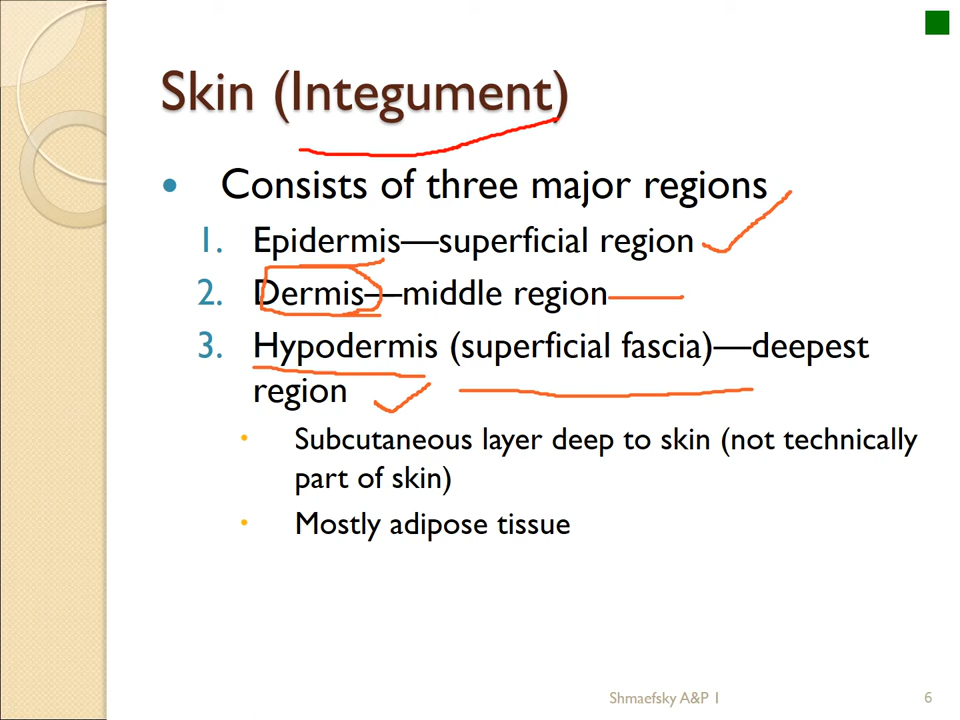 Skin (Integument)
• Consists of three major regions
1. Epidermis—superficial region
2. Dermis—middle region
3. Hypodermis (superficial fascia)—deepest
region
• Subcutaneous layer deep to skin (not technically
part of skin)
• Mostly adipose tissue
Shmaefsky A&P 1 6